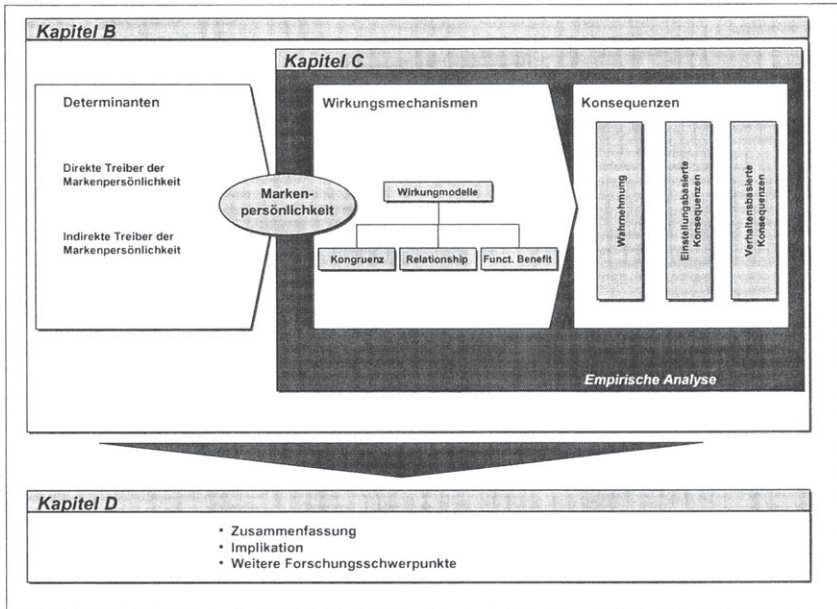 Kapitel B
Kapitel C
Determinanten
Direkte Treiber der
Markenpersönlichkeit
Indirekte Treiber der
Markenpersönlichkeit
Marken-
persönlichkeit
Wirkungsmechanismen
Wirkungmodelle
Kongruenz
Relationship
Funct. Benefit
Konsequenzen
Wahrnehmung
Einstellungsbasierte
Konsequenzen
Verhaltensbasierte
Konsequenzen
Empirische Analyse
Kapitel D
• Zusammenfassung
• Implikation
• Weitere Forschungsschwerpunkte